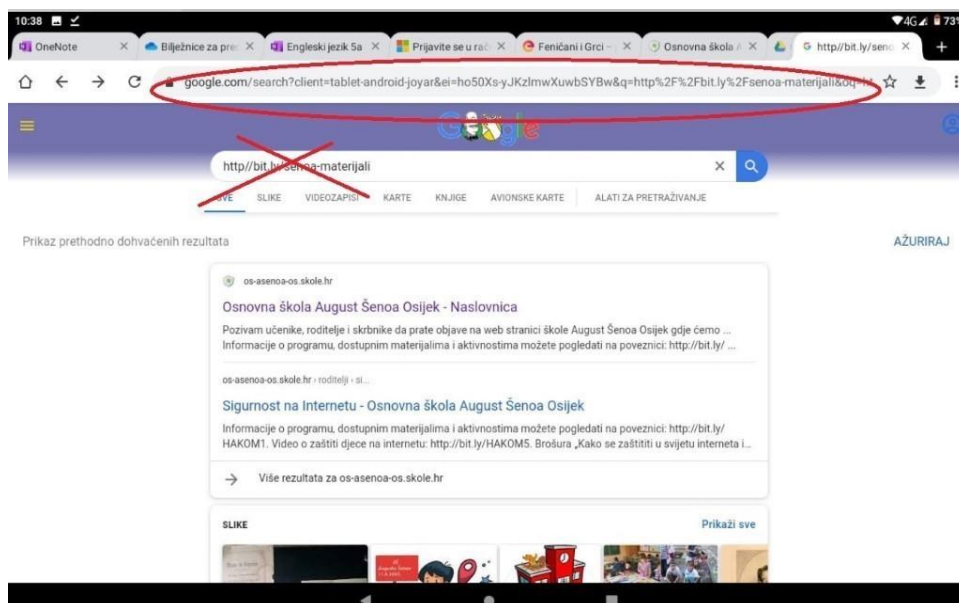 10:38
4G 73%
OneNote
Bilježnice za pre
Engleski jezik 5a
Prijavite se u rač
Feničani i Grci –
Osnovna škola A
http//bit.ly/seno
google.com/search?client=tablet-android-joyar&ei=ho50Xs-yJKzlmwXuwbSYBw&q=http%2F%2Fbit.ly%2Fsenoa-materijali&oq=ht
Google
http//bit.ly/senoa-materijali
SVE SLIKE VIDEOZAPISI KARTE KNJIGE AVIONSKE KARTE ALATI ZA PRETRAŽIVANJE
Prikaz prethodno dohvaćenih rezultata
AŽURIRAJ
os-asenoa-os.skole.hr
Osnovna škola August Šenoa Osijek - Naslovnica
Pozivam učenike, roditelje i skrbnike da prate objave na web stranici škole August Šenoa Osijek gdje ćemo ...
Informacije o programu, dostupnim materijalima i aktivnostima možete pogledati na poveznici: http://bit.ly/ ...
os-asenoa-os.skole.hr › roditelji › si...
Sigurnost na Internetu - Osnovna škola August Šenoa Osijek
Informacije o programu, dostupnim materijalima i aktivnostima možete pogledati na poveznici: http://bit.ly/
HAKOM1. Video o zaštiti djece na internetu: http://bit.ly/HAKOM5. Brošura „Kako se zaštititi u svijetu interneta i...
Više rezultata za os-asenoa-os.skole.hr
SLIKE
Prikaži sve